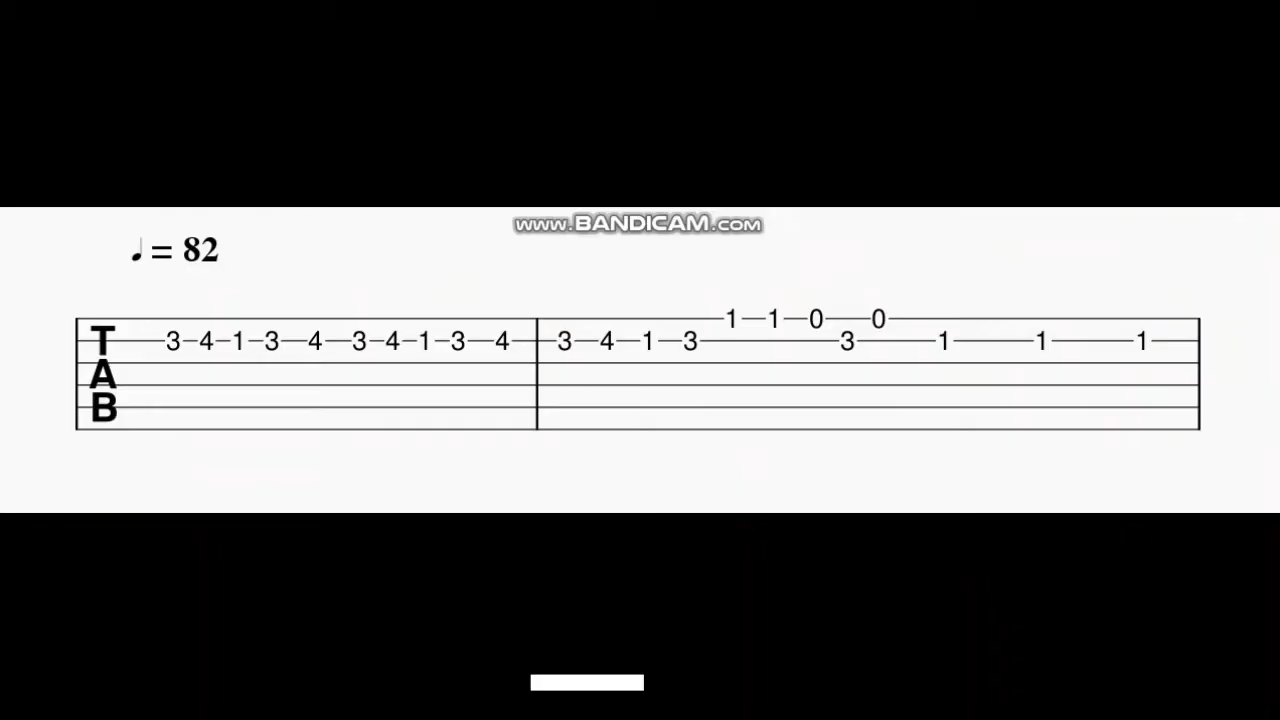 www.BANDICAM.com
♩ = 82
1 1 0 0
T 3 4 1 3 4 3 4 1 3 4 3 4 1 3 3 1 1 1
A
B